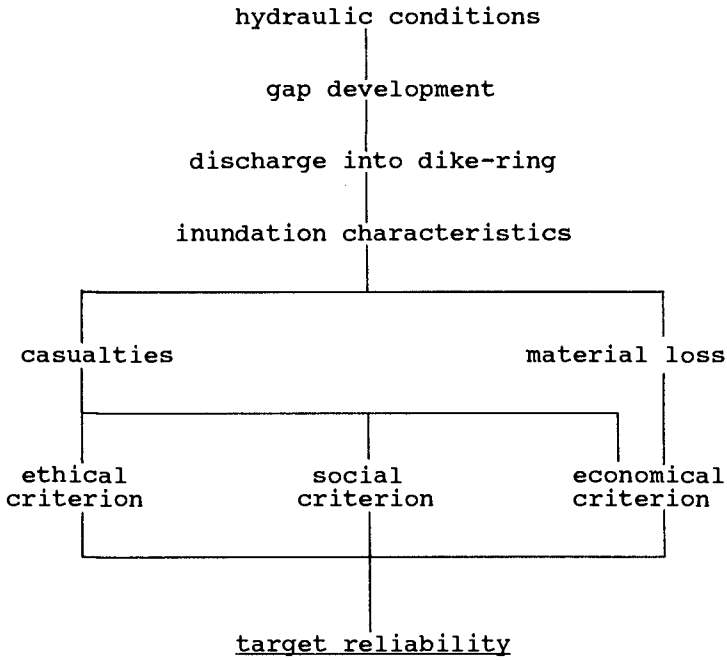 hydraulic conditions
gap development
discharge into dike-ring
inundation characteristics
casualties
material loss
ethical
criterion
social
criterion
economical
criterion
target reliability